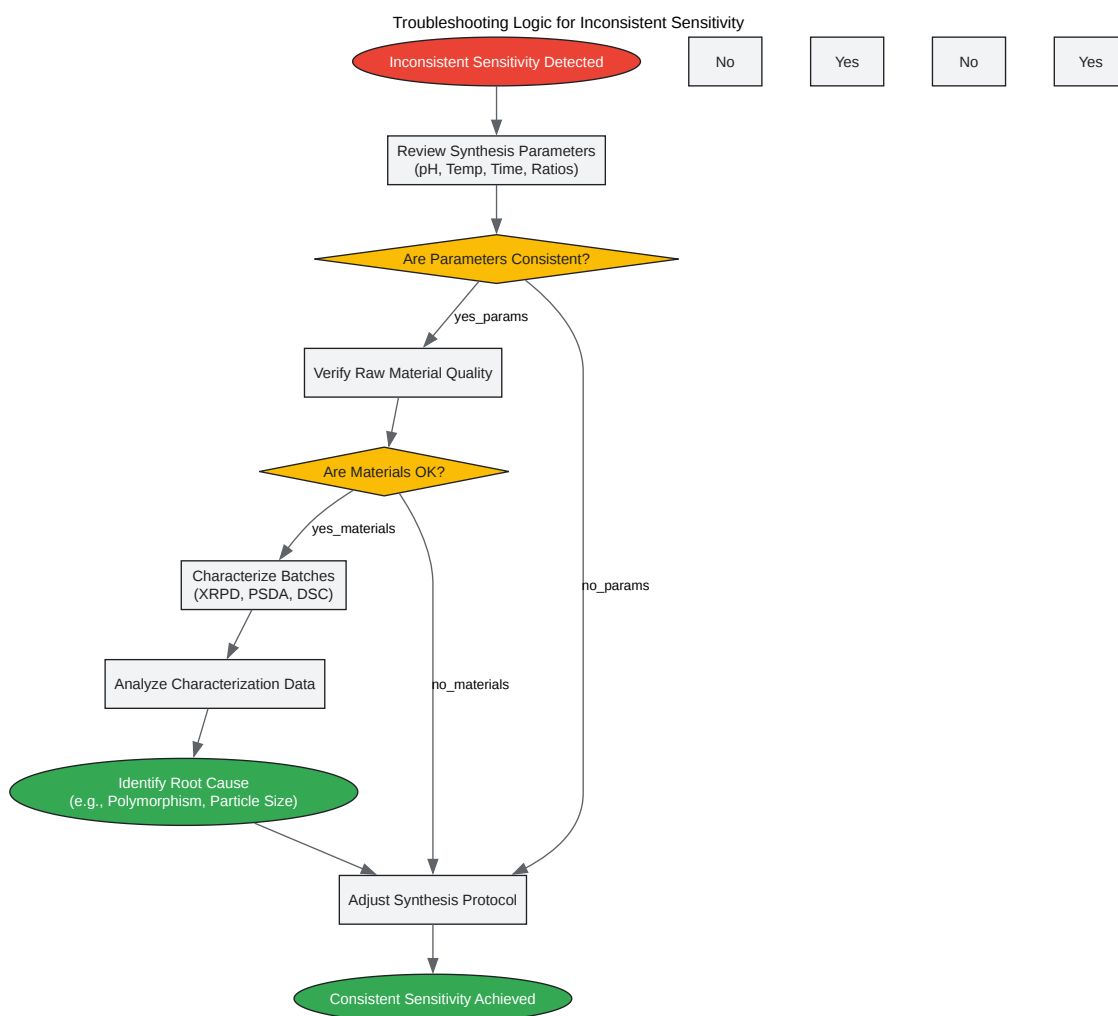 Troubleshooting Logic for Inconsistent Sensitivity
Inconsistent Sensitivity Detected
No
Yes
No
Yes
Review Synthesis Parameters
(pH, Temp, Time, Ratios)
Are Parameters Consistent?
yes_params
Verify Raw Material Quality
Are Materials OK?
yes_materials
Characterize Batches
(XRPD, PSDA, DSC)
no_params
Analyze Characterization Data
no_materials
Identify Root Cause
(e.g., Polymorphism, Particle Size)
Adjust Synthesis Protocol
Consistent Sensitivity Achieved